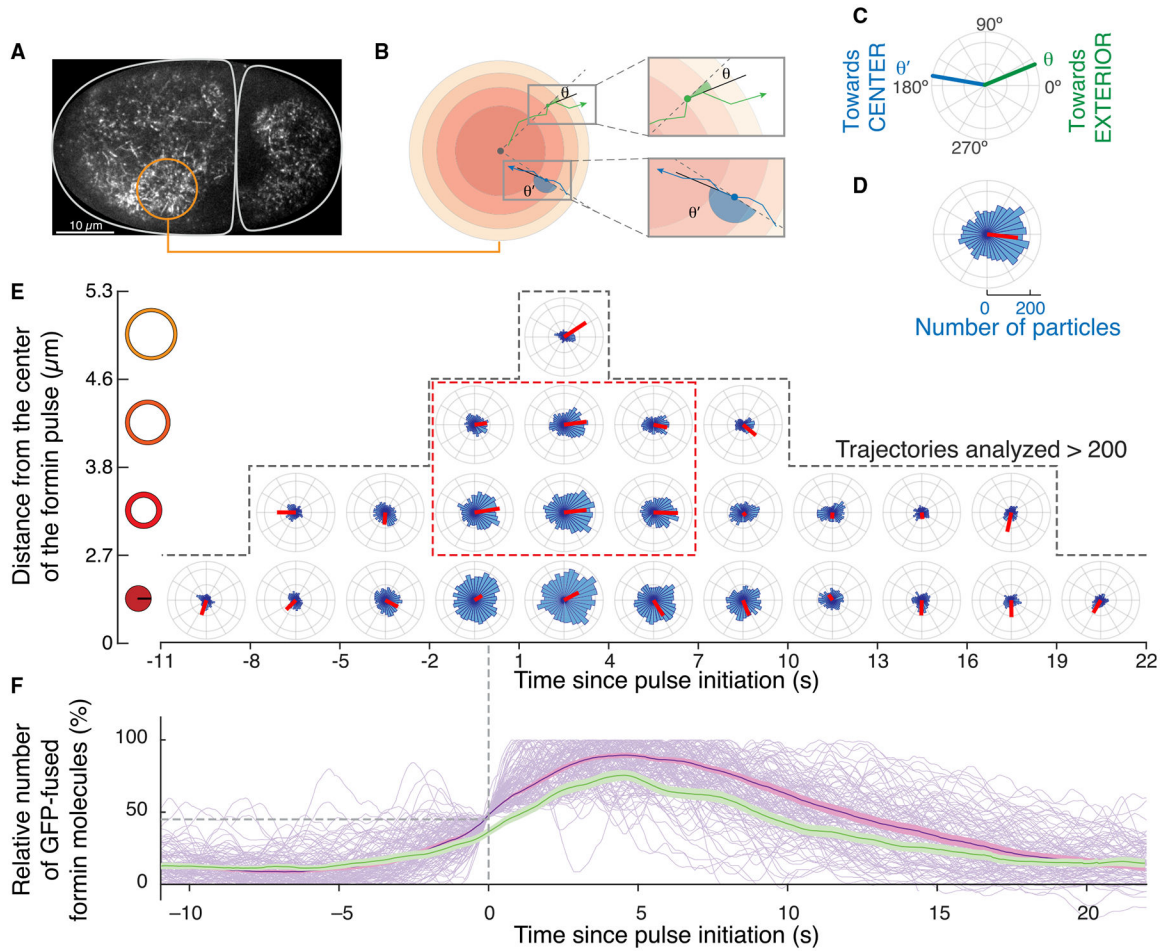 A
10 µm
B
θ
θ'
θ
θ'
C
90º
θ'
180º
θ
0º
270º
Towards
CENTER
Towards
EXTERIOR
D
0 200
Number of particles
E
Distance from the center
of the formin pulse (µm)
5.3
4.6
3.8
2.7
0
Trajectories analyzed > 200
-11 -8 -5 -2 1 4 7 10 13 16 19 22
Time since pulse initiation (s)
F
Relative number
of GFP-fused
formin molecules (%)
100
50
0
−10 −5 0 5 10 15 20
Time since pulse initiation (s)